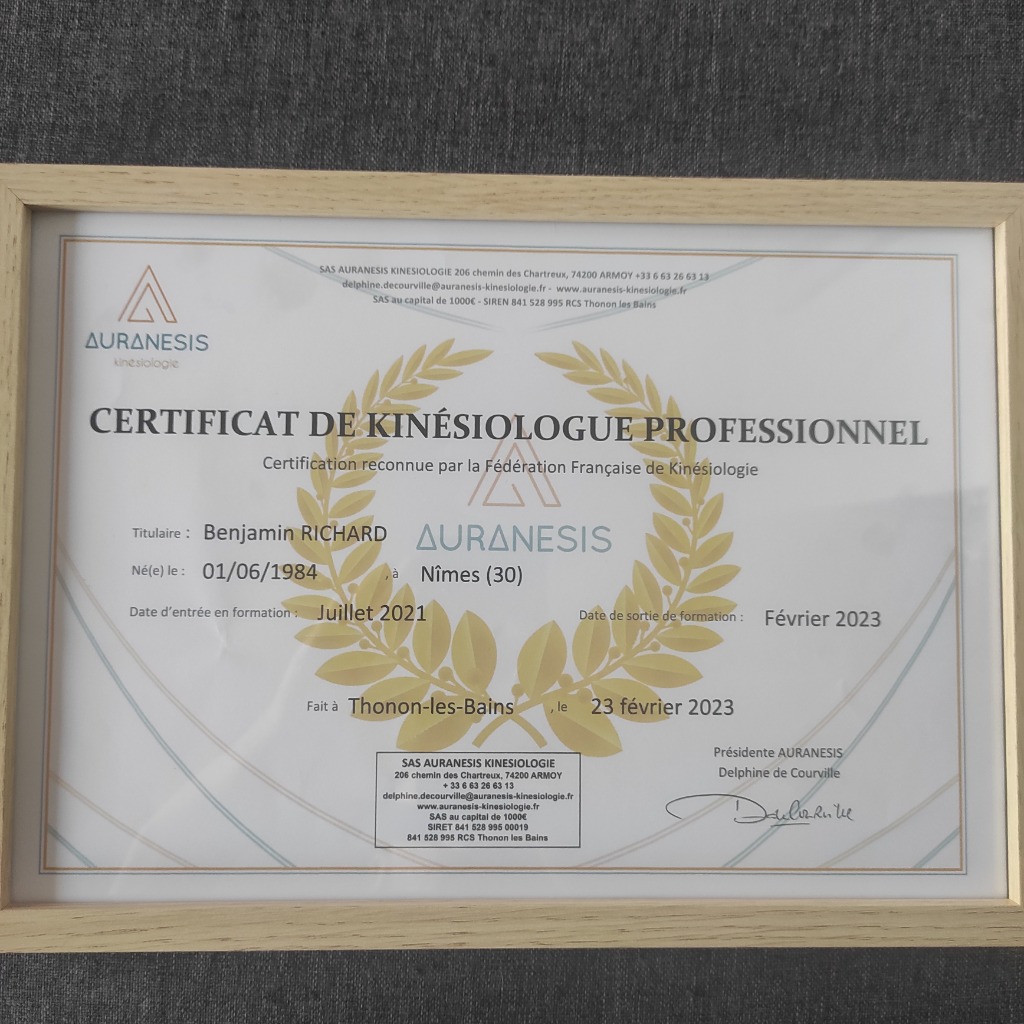 SAS AURANESIS KINESIOLOGIE 206 chemin des Chartreux, 74200 ARMOY +33 6 63 26 63 13
delphine.decourville@auranesis-kinesiologie.fr - www.auranesis-kinesiologie.fr
SAS au capital de 1000€ - SIREN 841 528 995 RCS Thonon les Bains
AURANESIS
kinésiologie
CERTIFICAT DE KINÉSIOLOGUE PROFESSIONNEL
Certification reconnue par la Fédération Française de Kinésiologie
Titulaire : Benjamin RICHARD
AURANESIS
Né(e) le : 01/06/1984 , à Nîmes (30)
Date d'entrée en formation : Juillet 2021 Date de sortie de formation : Février 2023
Fait à Thonon-les-Bains , le 23 février 2023
Présidente AURANESIS
Delphine de Courville
SAS AURANESIS KINESIOLOGIE
206 chemin des Chartreux, 74200 ARMOY
+ 33 6 63 26 63 13
delphine.decourville@auranesis-kinesiologie.fr
www.auranesis-kinesiologie.fr
SAS au capital de 1000€
SIRET 841 528 995 00019
841 528 995 RCS Thonon les Bains